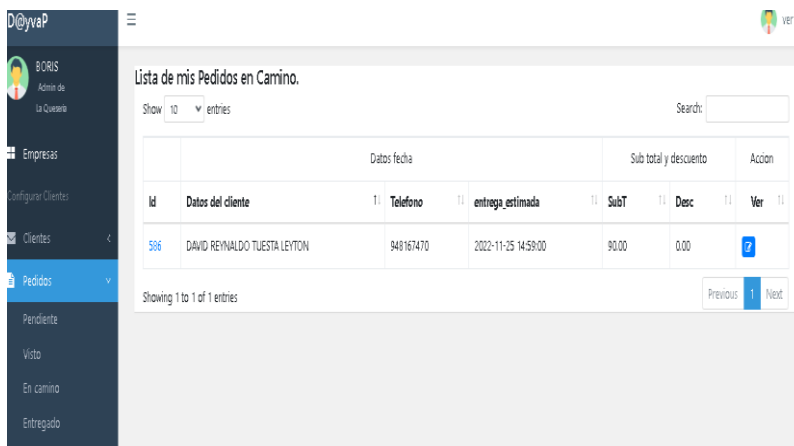 D@yvaP
ver
BORIS
Admin de
La Queseria
Empresas
Configurar Clientes
Clientes
Pedidos
Pendiente
Visto
En camino
Entregado
Lista de mis Pedidos en Camino.
Show 10 entries
Search:
Datos fecha Sub total y descuento Accion
Id Datos del cliente Telefono entrega_estimada SubT Desc Ver
586 DAVID REYNALDO TUESTA LEYTON 948167470 2022-11-25 14:59:00 90.00 0.00
Showing 1 to 1 of 1 entries
Previous 1 Next